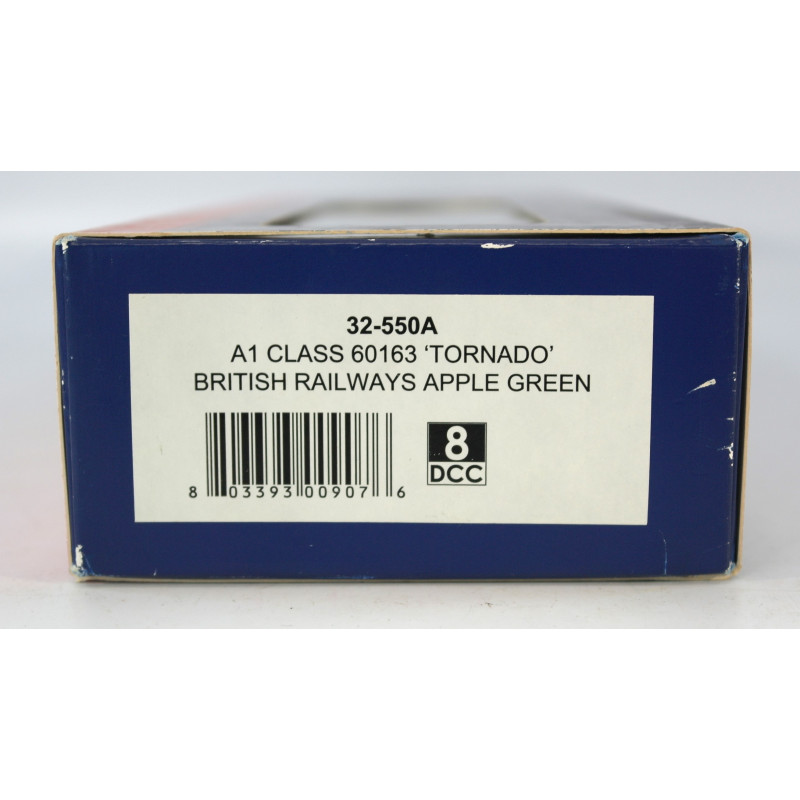 32-550A
A1 CLASS 60163 ‘TORNADO’
BRITISH RAILWAYS APPLE GREEN
8
DCC
8 03393 00907 6